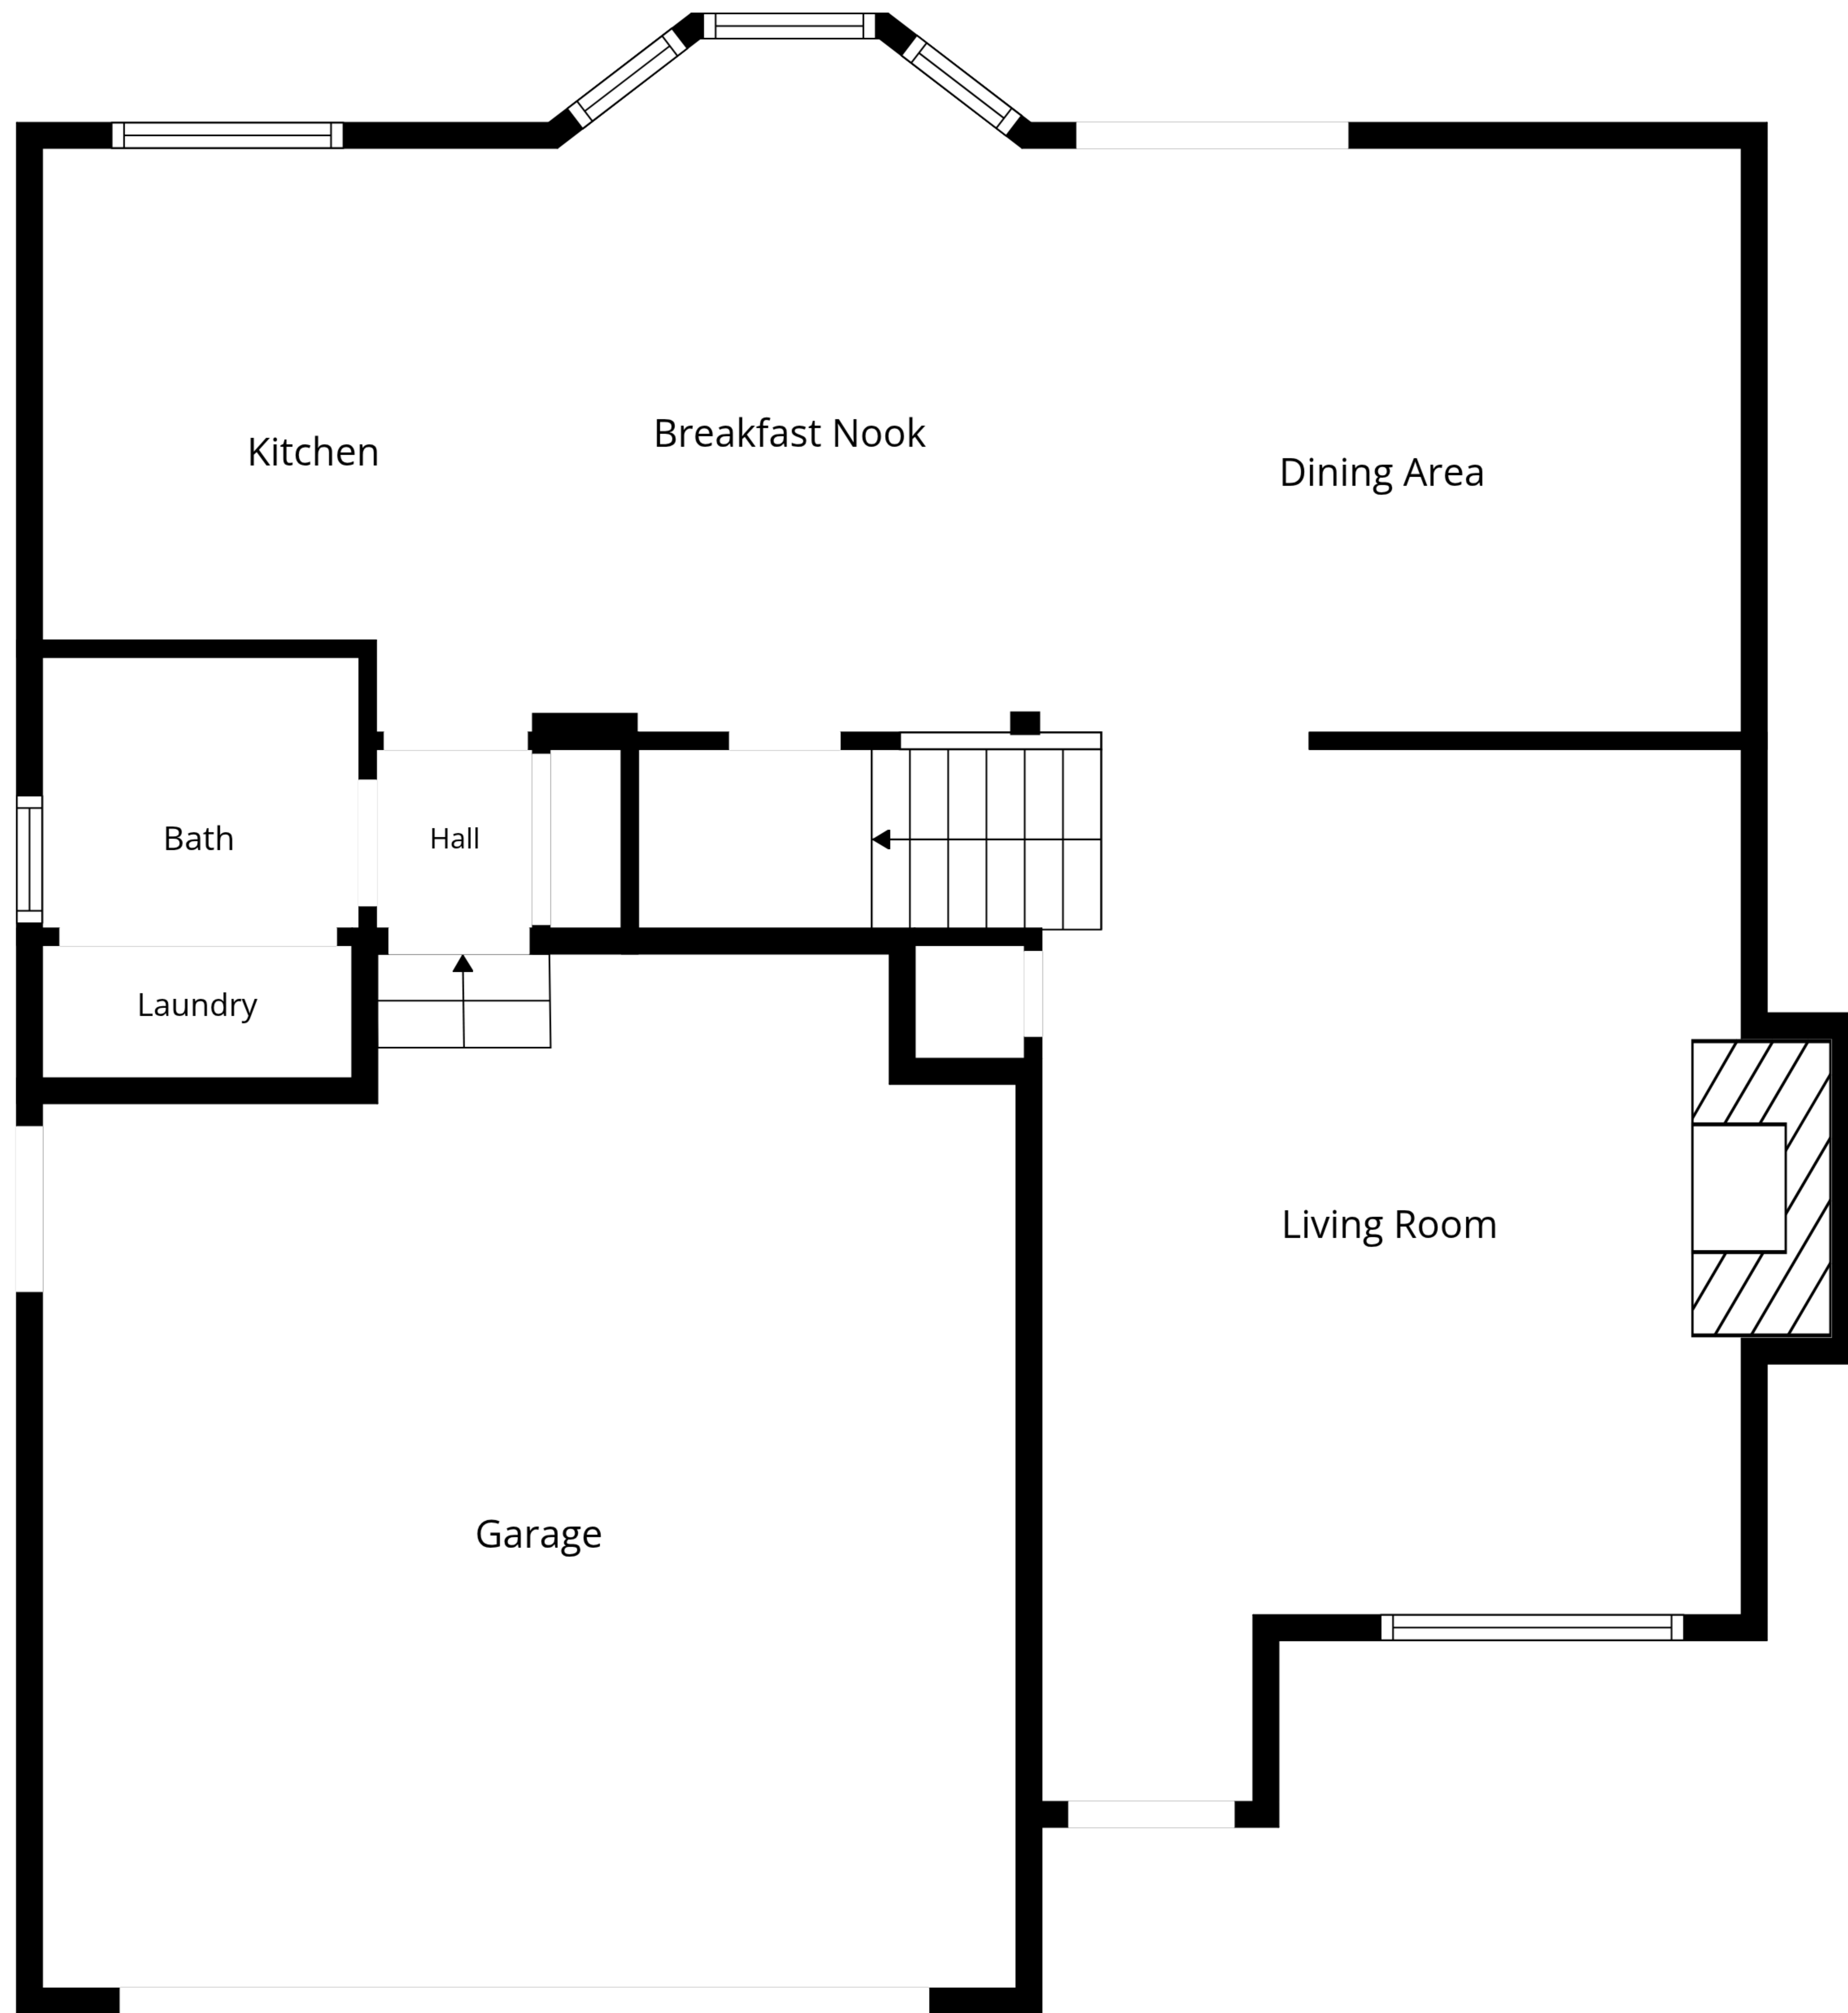 Breakfast Nook
Kitchen
Dining Area
Bath
Hall
Laundry
Living Room
Garage